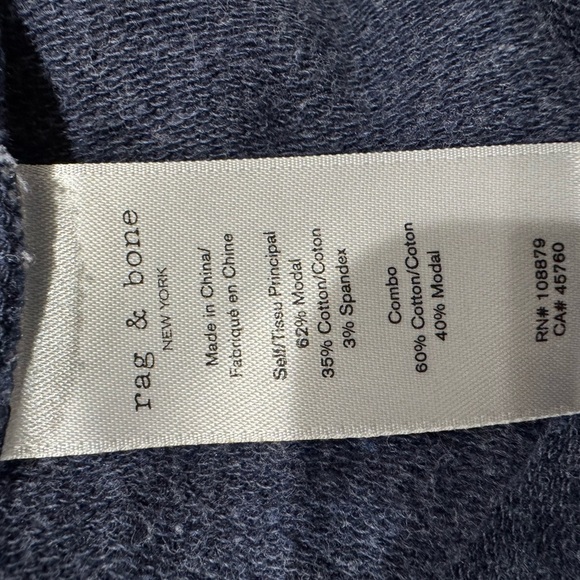 rag & bone
NEW YORK
Made in China/
Fabriqué en Chine
Self/Tissu Principal
62% Modal
35% Cotton/Coton
3% Spandex
Combo
60% Cotton/Coton
40% Modal
RN# 108879
CA# 45760